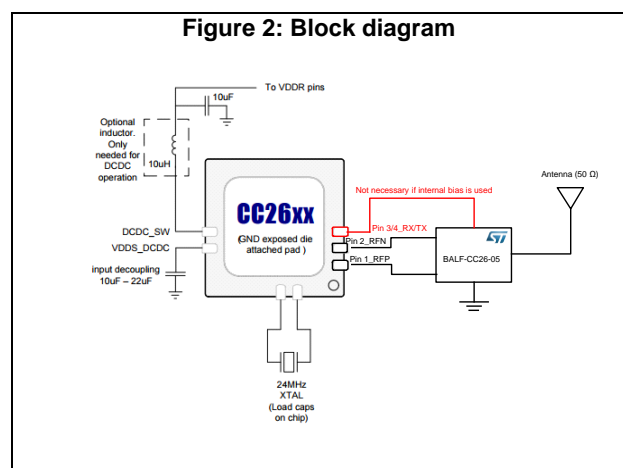 Figure 2: Block diagram
To VDDR pins
10uF
Optional
inductor.
Only
needed for
DCDC
operation
10uH
CC26xx
(GND exposed die
attached pad )
DCDC_SW
VDDS_DCDC
input decoupling
10uF – 22uF
24MHz
XTAL
(Load caps
on chip)
Not necessary if internal bias is used
Pin 3/4_RX/TX
Pin 2_RFN
Pin 1_RFP
Antenna (50 Ω)
ST
BALF-CC26-05